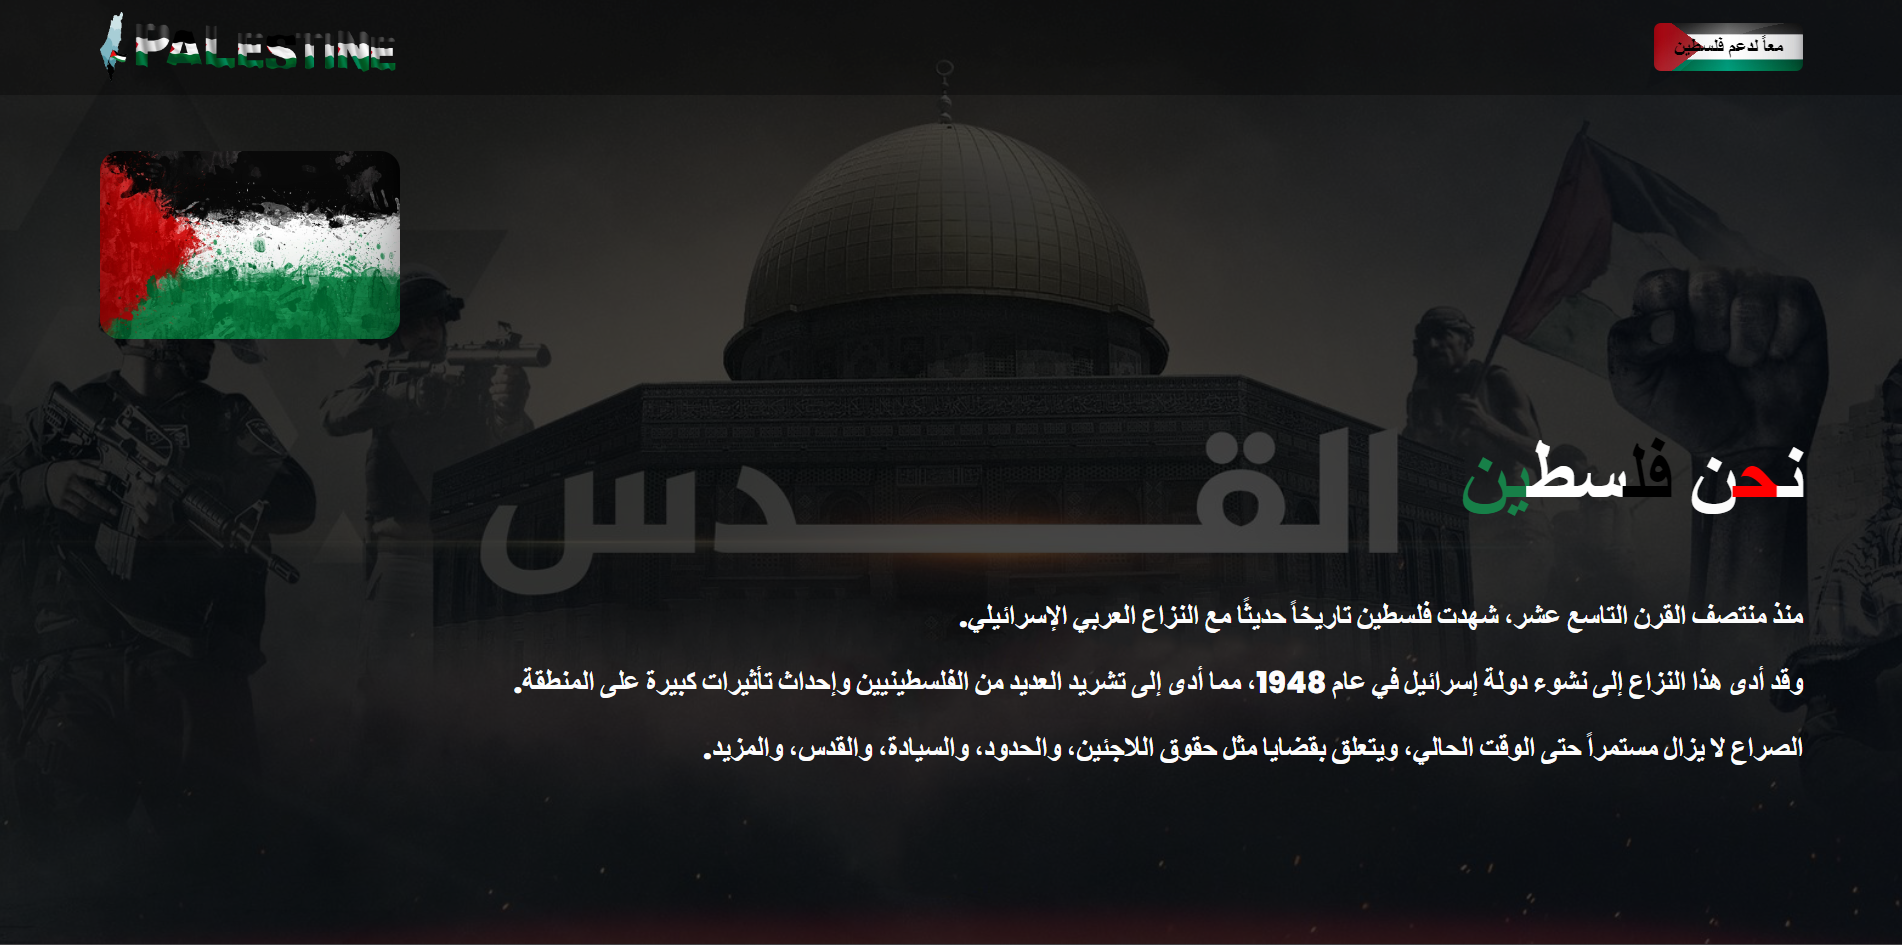 PALESTINE
معاً لدعم فلسطين
القـــدس
نحن فلسطين
منذ منتصف القرن التاسع عشر، شهدت فلسطين تاريخاً حديثًا مع النزاع العربي الإسرائيلي.
وقد أدى هذا النزاع إلى نشوء دولة إسرائيل في عام 1948، مما أدى إلى تشريد العديد من الفلسطينيين وإحداث تأثيرات كبيرة على المنطقة.
الصراع لا يزال مستمراً حتى الوقت الحالي، ويتعلق بقضايا مثل حقوق اللاجئين، والحدود، والسيادة، والقدس، والمزيد.